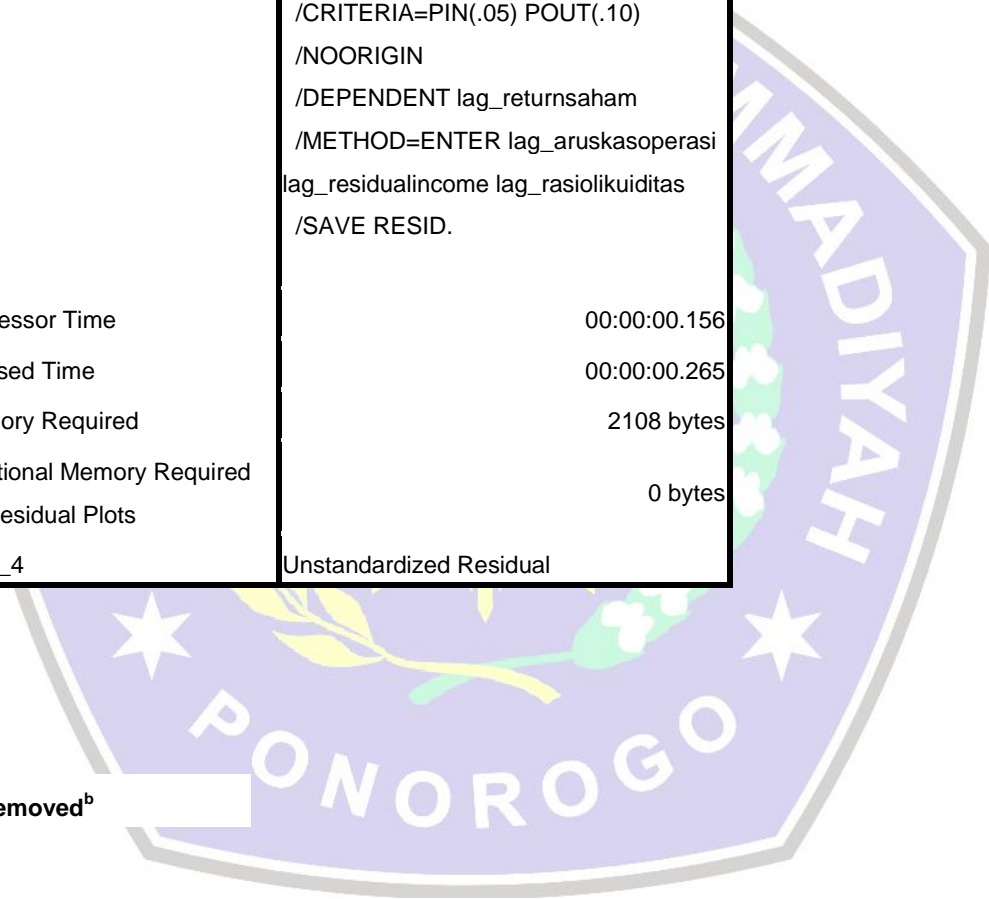 /CRITERIA=PIN(.05) POUT(.10)
/NOORIGIN
/DEPENDENT lag_returnsaham
/METHOD=ENTER lag_aruskasoperasi
lag_residualincome lag_rasiolikuiditas
/SAVE RESID.
essor Time 00:00:00.156
sed Time 00:00:00.265
ory Required 2108 bytes
tional Memory Required
esidual Plots 0 bytes
_4 Unstandardized Residual
emoved^b
MMADIYAH
PONOROGO